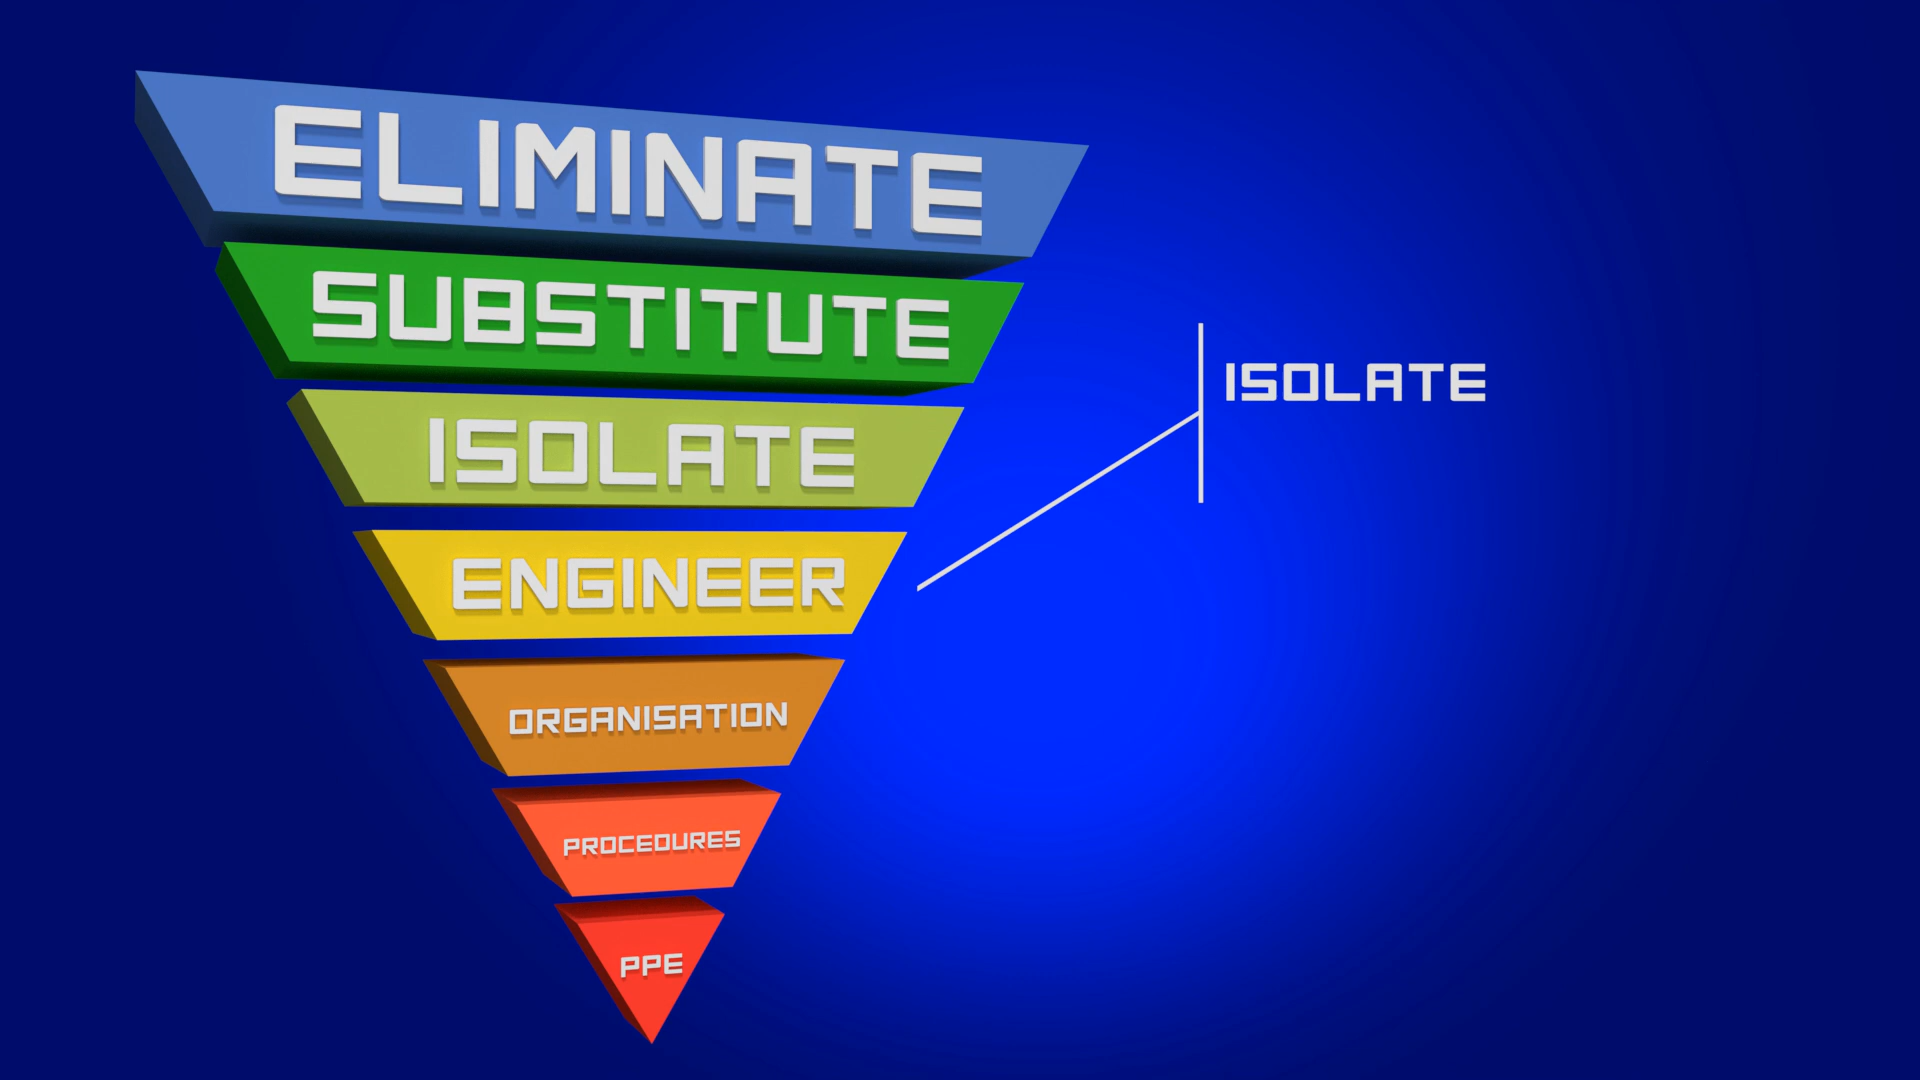 ELIMINATE
SUBSTITUTE
ISOLATE
ENGINEER
ORGANISATION
PROCEDURES
PPE
ISOLATE